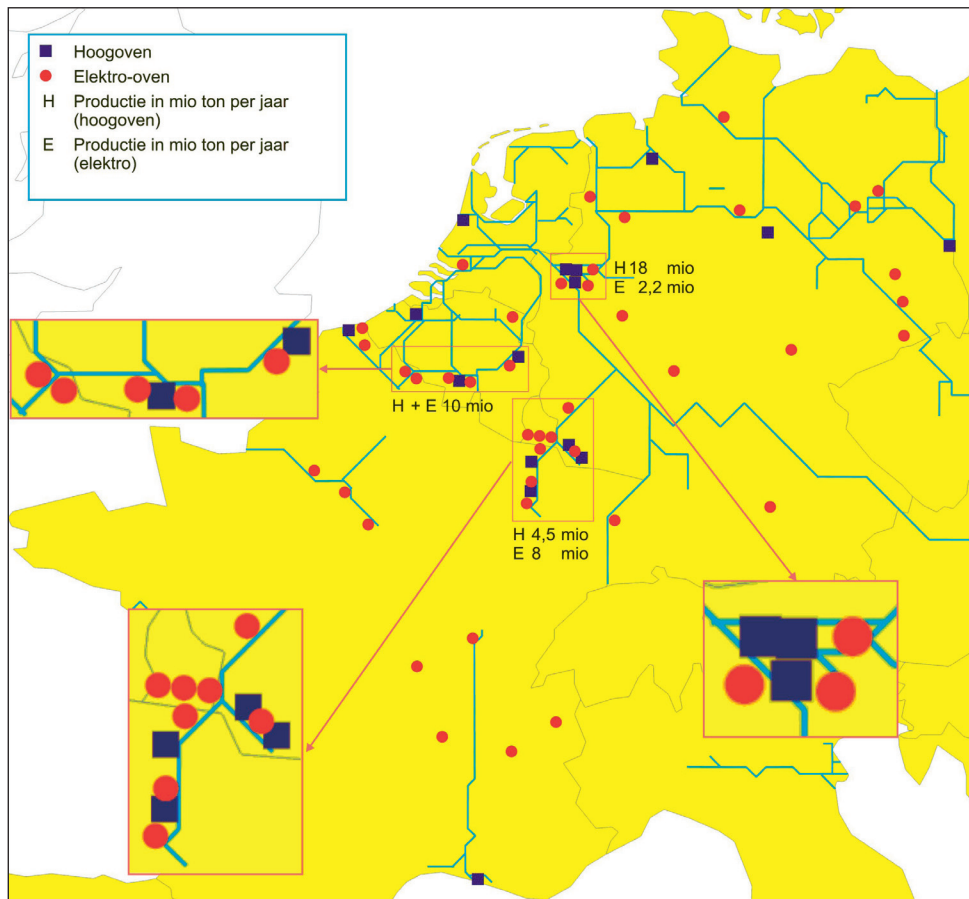 Hoogoven
Elektro-oven
H Productie in mio ton per jaar
(hoogoven)
E Productie in mio ton per jaar
(elektro)
H 18 mio
E 2,2 mio
H + E 10 mio
H 4,5 mio
E 8 mio